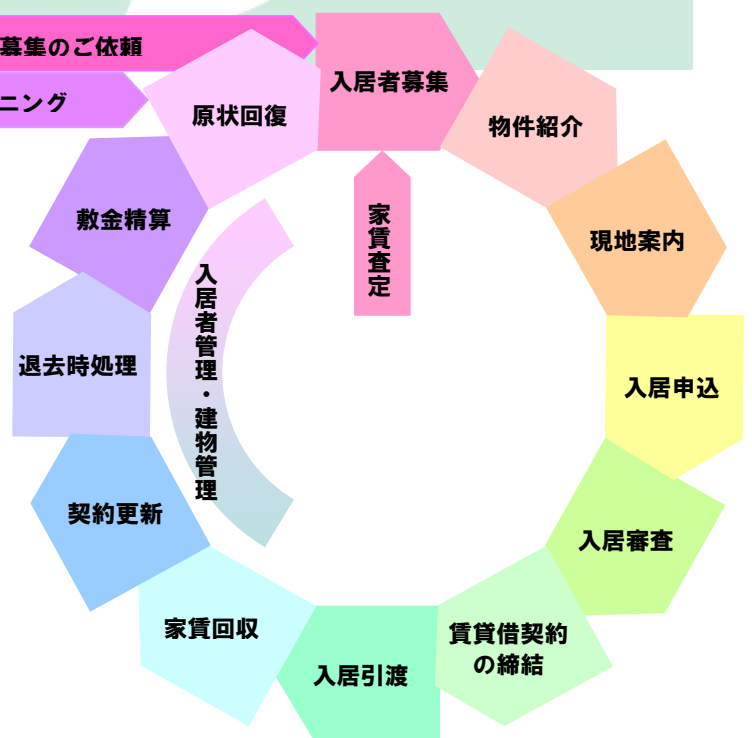 募集のご依頼
ニング
入居者募集
物件紹介
現地案内
入居申込
入居審査
賃貸借契約
の締結
入居引渡
家賃回収
契約更新
退去時処理
敷金精算
原状回復
家賃査定
入居者管理・建物管理